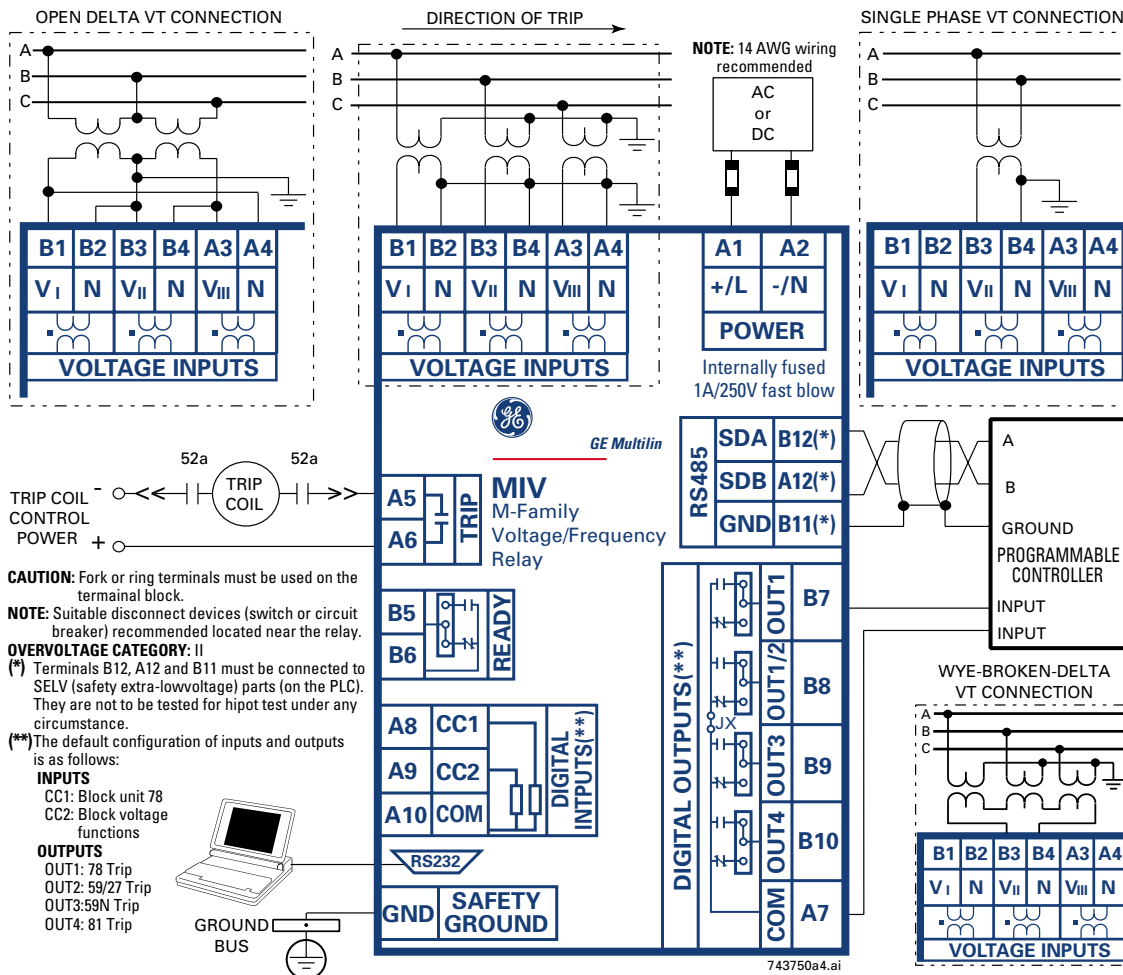 OPEN DELTA VT CONNECTION
A
B
C
B1 B2 B3 B4 A3 A4
VI N VII N VIII N
VOLTAGE INPUTS
DIRECTION OF TRIP
A
B
C
B1 B2 B3 B4 A3 A4
VI N VII N VIII N
VOLTAGE INPUTS
NOTE: 14 AWG wiring
recommended
AC
or
DC
A1 A2
+/L -/N
POWER
Internally fused
1A/250V fast blow
SINGLE PHASE VT CONNECTION
A
B
C
B1 B2 B3 B4 A3 A4
VI N VII N VIII N
VOLTAGE INPUTS
GE
GE Multilin
MIV
M-Family
Voltage/Frequency
Relay
52a
TRIP
COIL
52a
TRIP COIL -
CONTROL
POWER +
A5
A6
TRIP
B5
B6
READY
A8 CC1
A9 CC2
A10 COM
DIGITAL
INTPUTS(**)
RS232
GND SAFETY
GROUND
GROUND
BUS
CAUTION: Fork or ring terminals must be used on the
termainal block.
NOTE: Suitable disconnect devices (switch or circuit
breaker) recommended located near the relay.
OVERVOLTAGE CATEGORY: II
(*) Terminals B12, A12 and B11 must be connected to
SELV (safety extra-lowvoltage) parts (on the PLC).
They are not to be tested for hipot test under any
circumstance.
(**)The default configuration of inputs and outputs
is as follows:
INPUTS
CC1: Block unit 78
CC2: Block voltage
functions
OUTPUTS
OUT1: 78 Trip
OUT2: 59/27 Trip
OUT3:59N Trip
OUT4: 81 Trip
RS485
SDA B12(*)
SDB A12(*)
GND B11(*)
DIGITAL OUTPUTS(**)
JX
OUT1 B7
OUT1/2 B8
OUT3 B9
OUT4 B10
COM A7
A
B
GROUND
PROGRAMMABLE
CONTROLLER
INPUT
INPUT
WYE-BROKEN-DELTA
VT CONNECTION
A
B
C
B1 B2 B3 B4 A3 A4
VI N VII N VIII N
VOLTAGE INPUTS
743750a4.ai